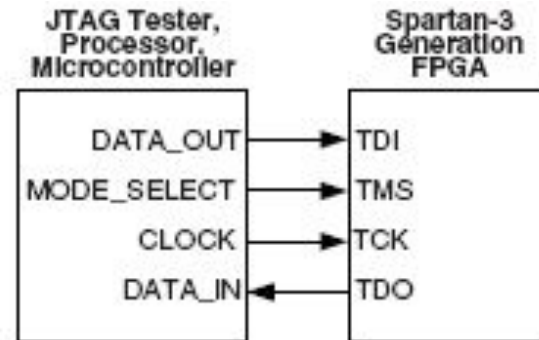 JTAG Tester,
Processor,
Microcontroller
Spartan-3
Generation
FPGA
DATA_OUT
TDI
MODE_SELECT
TMS
CLOCK
TCK
DATA_IN
TDO